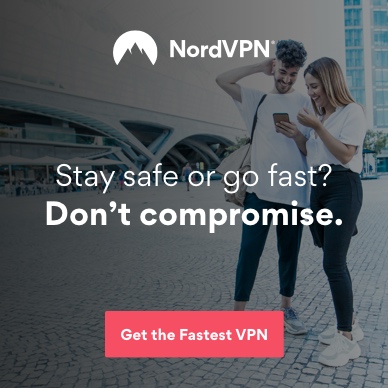 NordVPN®
Stay safe or go fast?
Don't compromise.
Get the Fastest VPN